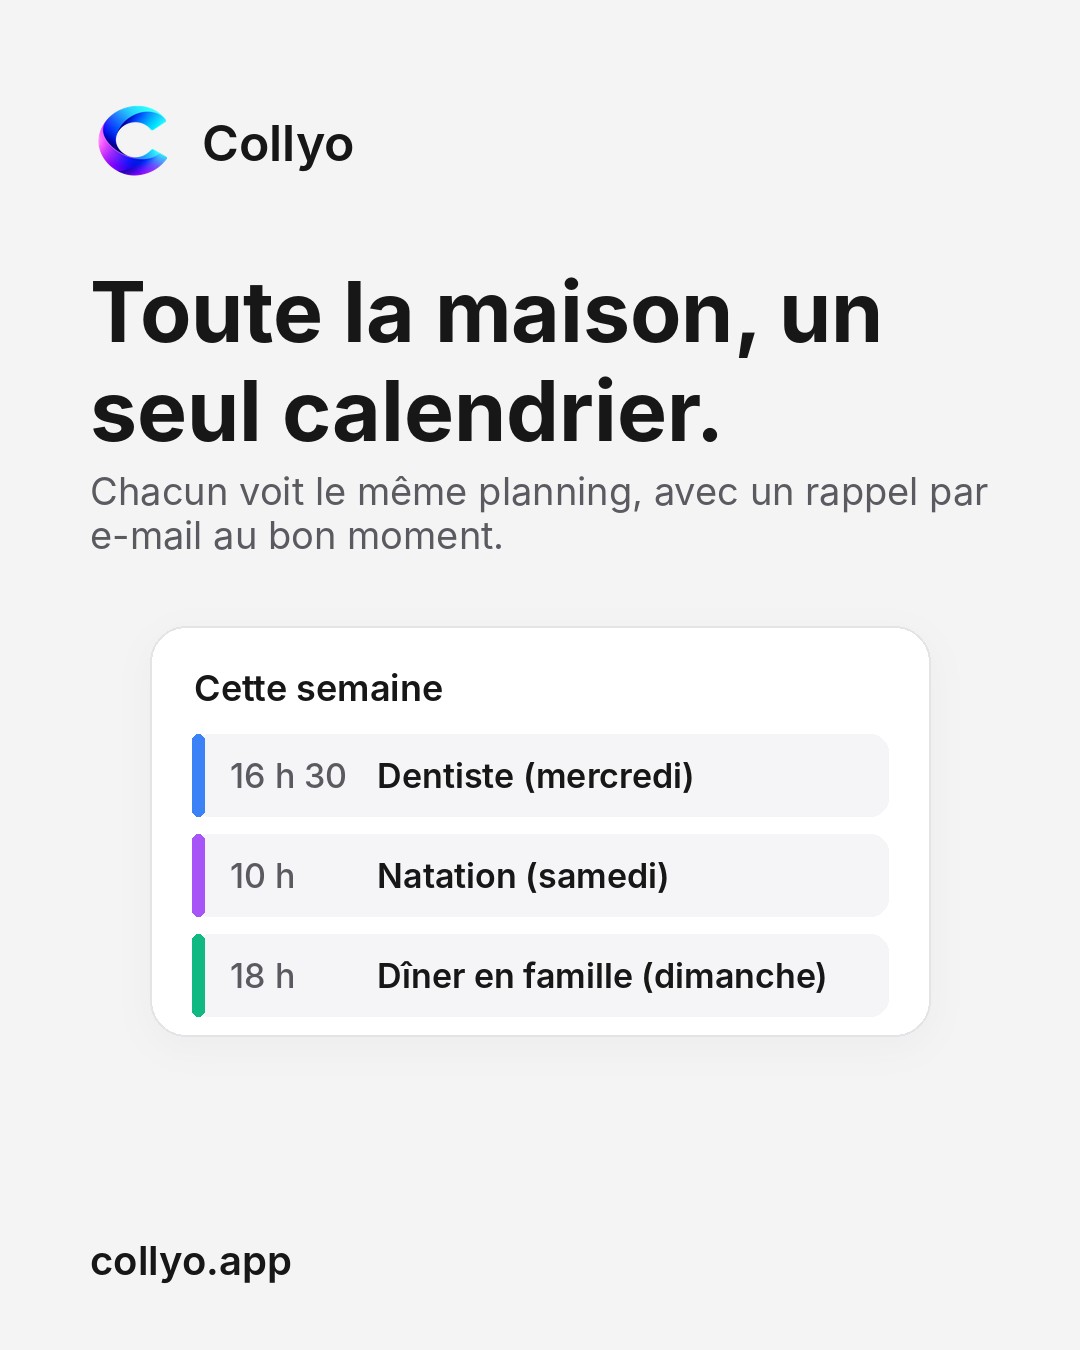 Collyo
Toute la maison, un
seul calendrier.
Chacun voit le même planning, avec un rappel par
e-mail au bon moment.
Cette semaine
16 h 30 Dentiste (mercredi)
10 h Natation (samedi)
18 h Dîner en famille (dimanche)
collyo.app